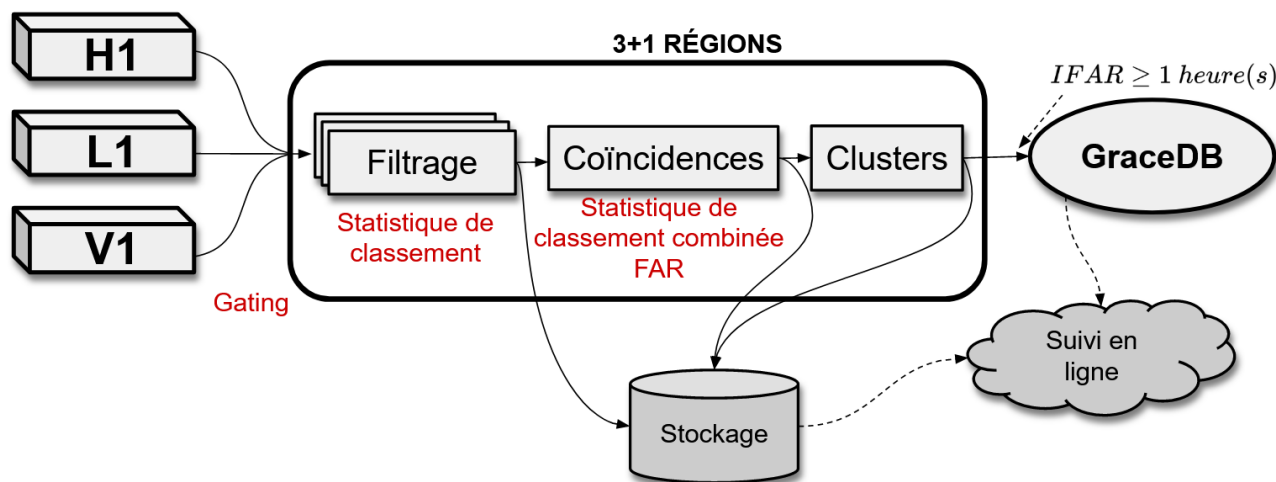 H1
L1
V1
Gating
3+1 RÉGIONS
Filtrage
Statistique de
classement
Coïncidences
Statistique de
classement combinée
FAR
Clusters
IFAR ≥ 1 heure(s)
GraceDB
Suivi en
ligne
Stockage